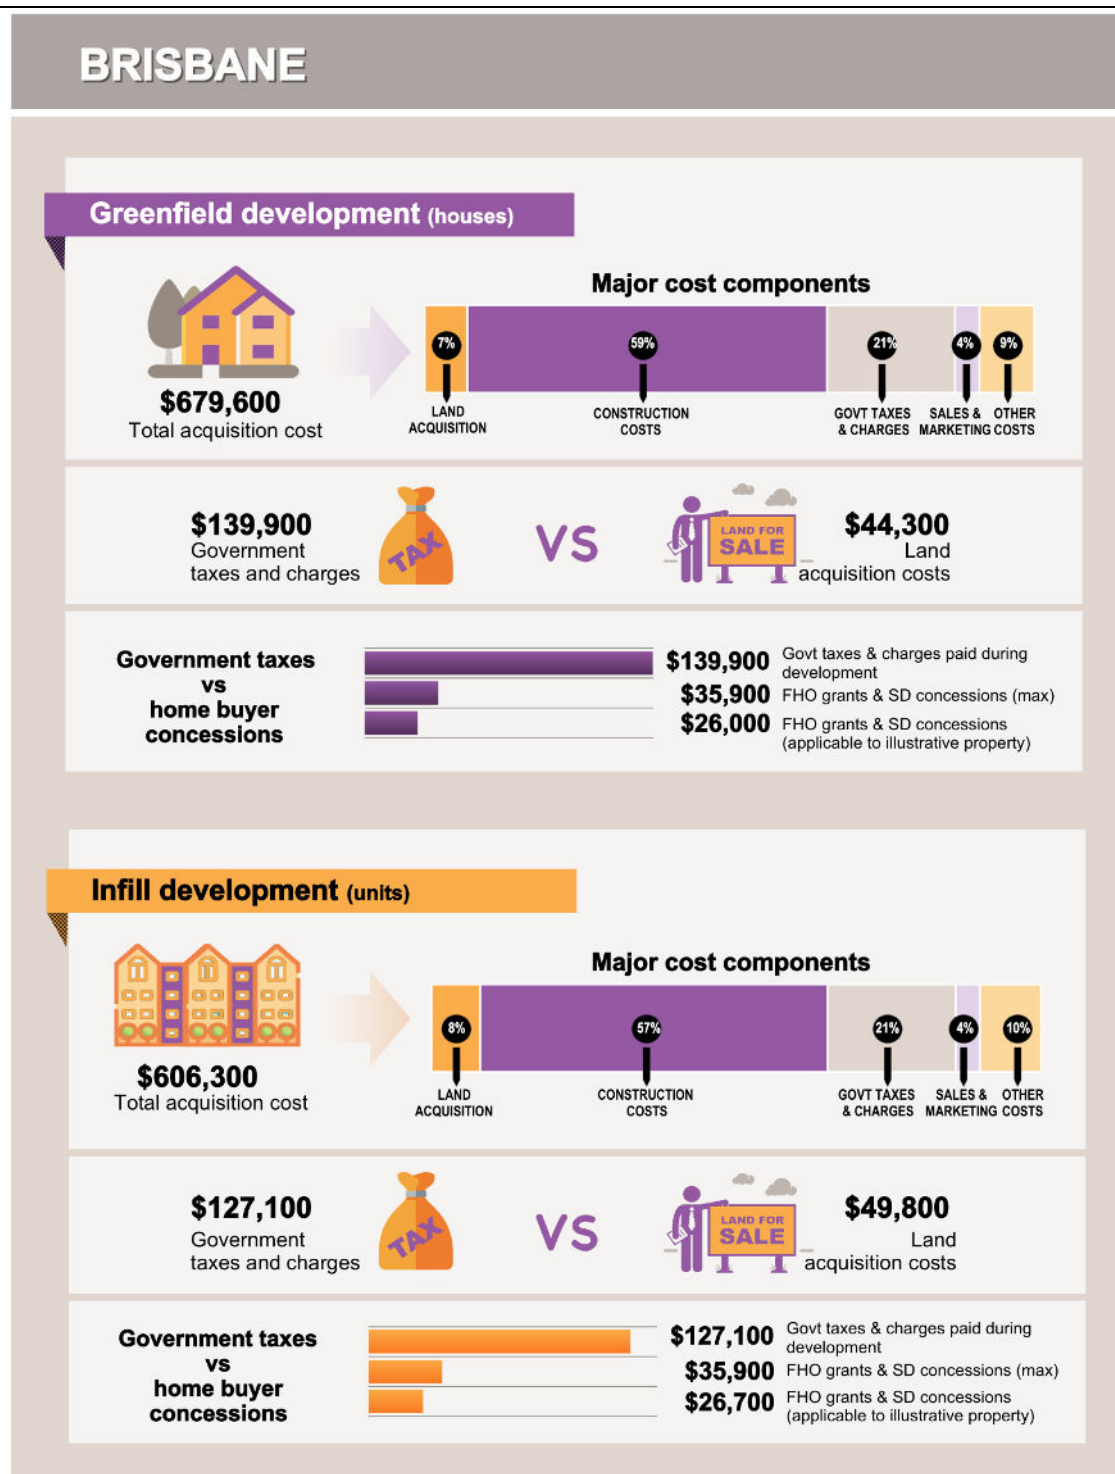 BRISBANE
Greenfield development (houses)
Major cost components
7%
59%
21%
4%
9%
LAND
ACQUISITION
CONSTRUCTION
COSTS
GOVT TAXES
& CHARGES
SALES &
MARKETING
OTHER
COSTS
$679,600
Total acquisition cost
$139,900
Government
taxes and charges
TAX
VS
LAND FOR
SALE
$44,300
Land
acquisition costs
Government taxes
vs
home buyer
concessions
$139,900
Govt taxes & charges paid during
development
$35,900
FHO grants & SD concessions (max)
$26,000
FHO grants & SD concessions
(applicable to illustrative property)
Infill development (units)
Major cost components
8%
57%
21%
4%
10%
LAND
ACQUISITION
CONSTRUCTION
COSTS
GOVT TAXES
& CHARGES
SALES &
MARKETING
OTHER
COSTS
$606,300
Total acquisition cost
$127,100
Government
taxes and charges
TAX
VS
LAND FOR
SALE
$49,800
Land
acquisition costs
Government taxes
vs
home buyer
concessions
$127,100
Govt taxes & charges paid during
development
$35,900
FHO grants & SD concessions (max)
$26,700
FHO grants & SD concessions
(applicable to illustrative property)